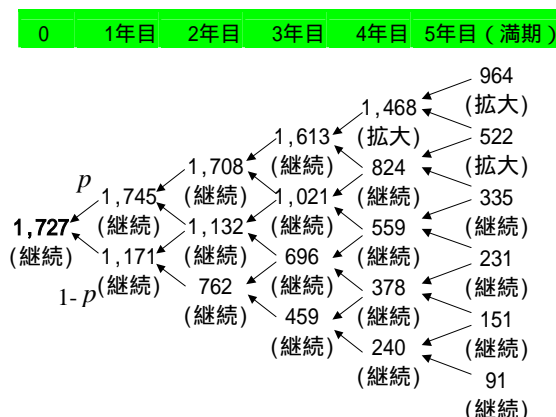 0 1年目 2年目 3年目 4年目 5年目(満期)
964
1,468 (拡大)
1,613 (拡大) 522
1,708 (継続) 824 (拡大)
p 1,745 (継続) 1,021 (継続) 335
1,727 (継続) 1,132 (継続) 559 (継続)
(継続) 1,171 (継続) 696 (継続) 231
1-p (継続) 762 (継続) 378 (継続)
(継続) 459 (継続) 151
(継続) 240 (継続)
(継続) 91
(継続)